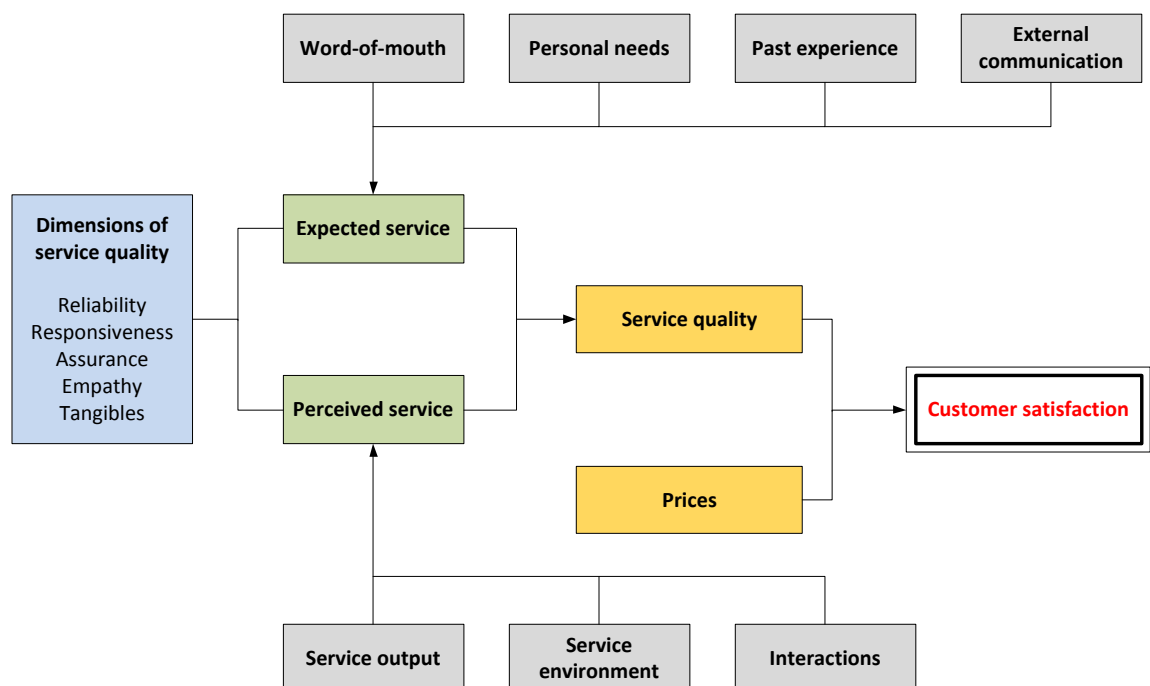 Word-of-mouth
Personal needs
Past experience
External
communication
Dimensions of
service quality
Reliability
Responsiveness
Assurance
Empathy
Tangibles
Expected service
Perceived service
Service quality
Prices
Customer satisfaction
Service output
Service
environment
Interactions